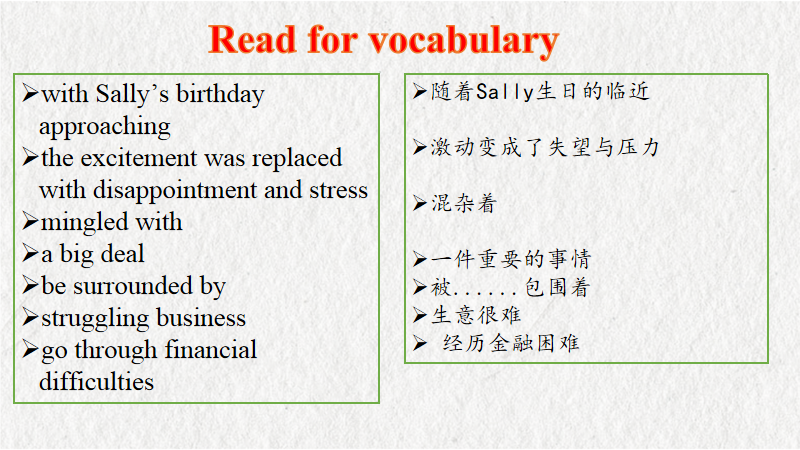 Read for vocabulary
➢with Sally’s birthday
approaching
➢the excitement was replaced
with disappointment and stress
➢mingled with
➢a big deal
➢be surrounded by
➢struggling business
➢go through financial
difficulties
➢随着Sally生日的临近
➢激动变成了失望与压力
➢混杂着
➢一件重要的事情
➢被......包围着
➢生意很难
➢ 经历金融困难